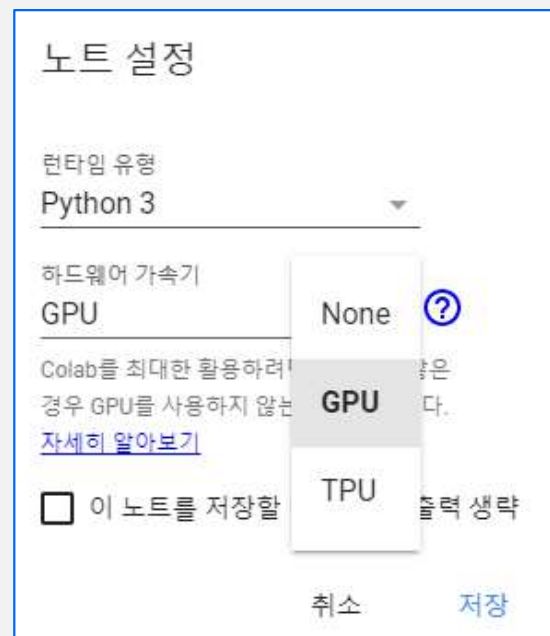 노트 설정
런타임 유형
Python 3
하드웨어 가속기
GPU
None
GPU
TPU
Colab를 최대한 활용하려
은
경우 GPU를 사용하지 않는
다.
자세히 알아보기
이 노트를 저장할
출력 생략
취소
저장